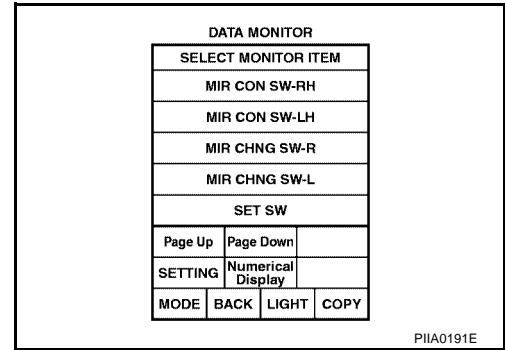 DATA MONITOR
SELECT MONITOR ITEM
MIR CON SW-RH
MIR CON SW-LH
MIR CHNG SW-R
MIR CHNG SW-L
SET SW
Page Up Page Down
SETTING Numerical Display
MODE BACK LIGHT COPY
PIIA0191E